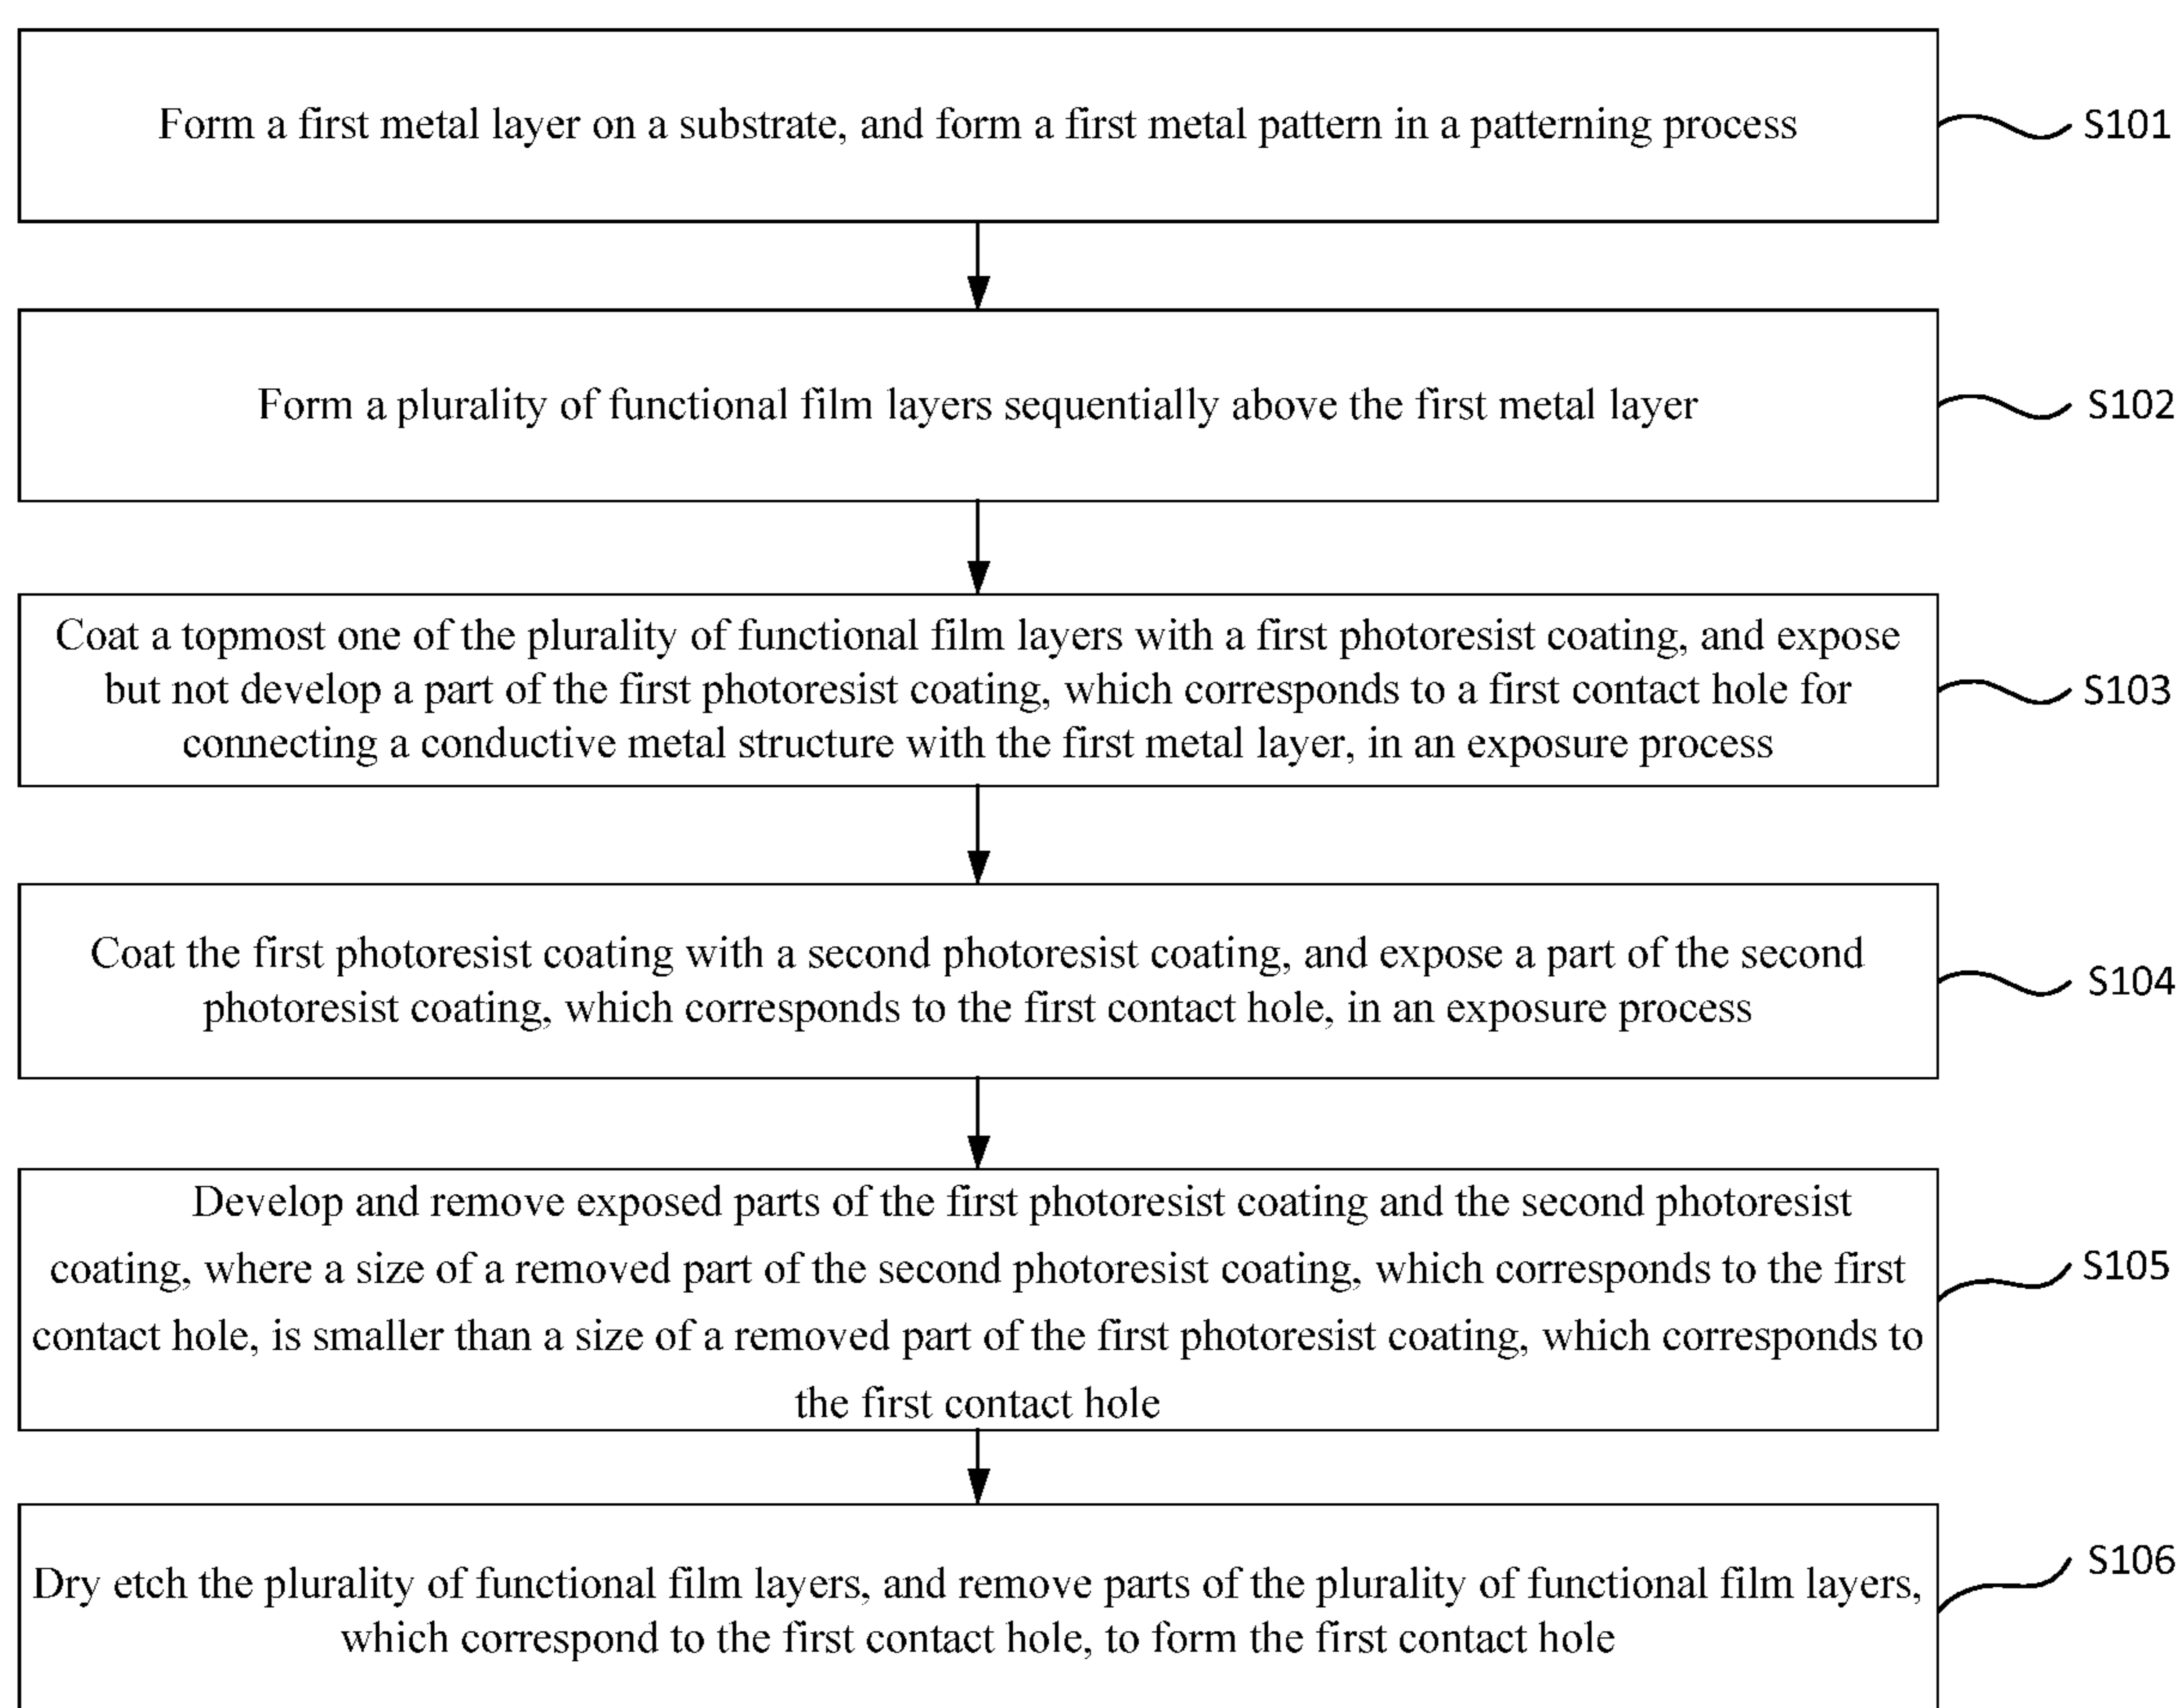 Form a first metal layer on a substrate, and form a first metal pattern in a patterning process
S101
Form a plurality of functional film layers sequentially above the first metal layer
S102
Coat a topmost one of the plurality of functional film layers with a first photoresist coating, and expose
but not develop a part of the first photoresist coating, which corresponds to a first contact hole for
connecting a conductive metal structure with the first metal layer, in an exposure process
S103
Coat the first photoresist coating with a second photoresist coating, and expose a part of the second
photoresist coating, which corresponds to the first contact hole, in an exposure process
S104
Develop and remove exposed parts of the first photoresist coating and the second photoresist
coating, where a size of a removed part of the second photoresist coating, which corresponds to the first
contact hole, is smaller than a size of a removed part of the first photoresist coating, which corresponds to
the first contact hole
S105
Dry etch the plurality of functional film layers, and remove parts of the plurality of functional film layers,
which correspond to the first contact hole, to form the first contact hole
S106